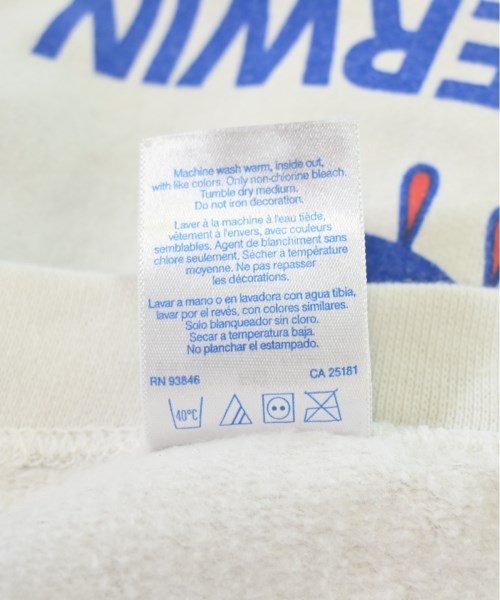 ERWIN
Machine wash warm, inside out,
with like colors. Only non-chlorine bleach.
Tumble dry medium.
Do not iron decoration.
Laver à la machine à l'eau tiède,
vêtement à l'envers, avec couleurs
semblables. Agent de blanchiment sans
chlore seulement. Sécher à température
moyenne. Ne pas repasser
les décorations.
Lavar a mano o en lavadora con agua tibia,
lavar por el revés, con colores similares.
Solo blanqueador sin cloro.
Secar a temperatura baja.
No planchar el estampado.
RN 93846 CA 25181
40°C